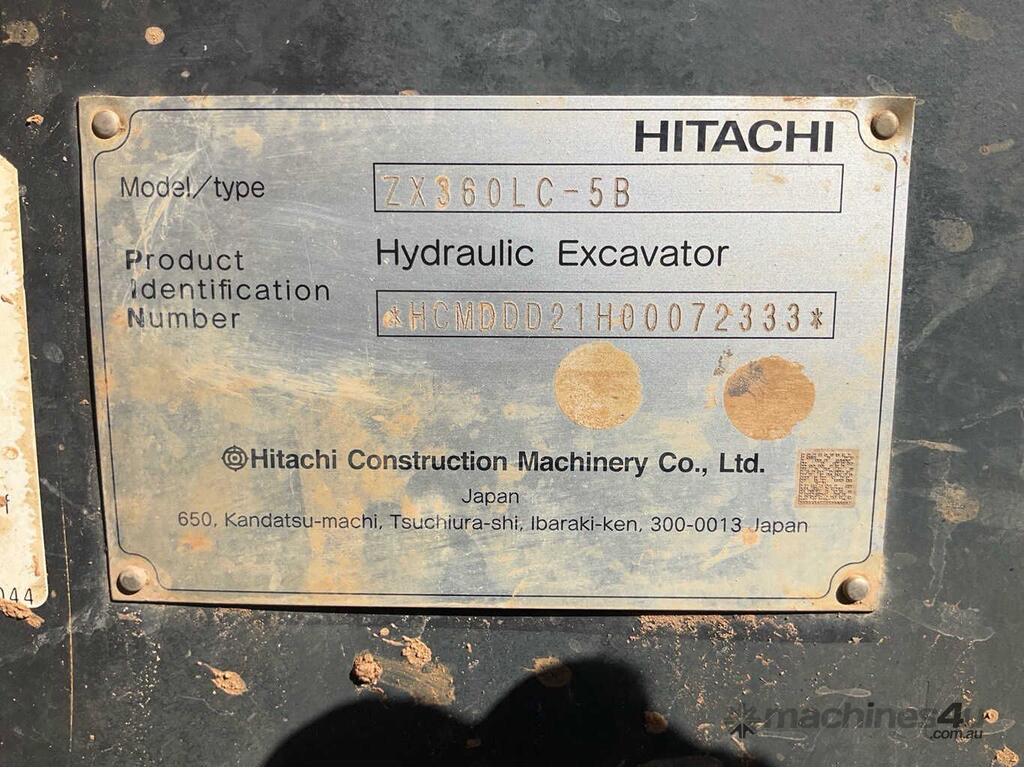 HITACHI
Model/type ZX360LC-5B
Hydraulic Excavator
Product
Identification
Number
*HCMDDD21H00072333*
Hitachi Construction Machinery Co., Ltd.
Japan
650, Kandatsu-machi, Tsuchiura-shi, Ibaraki-ken, 300-0013 Japan
f
044
machines4u
.com.au